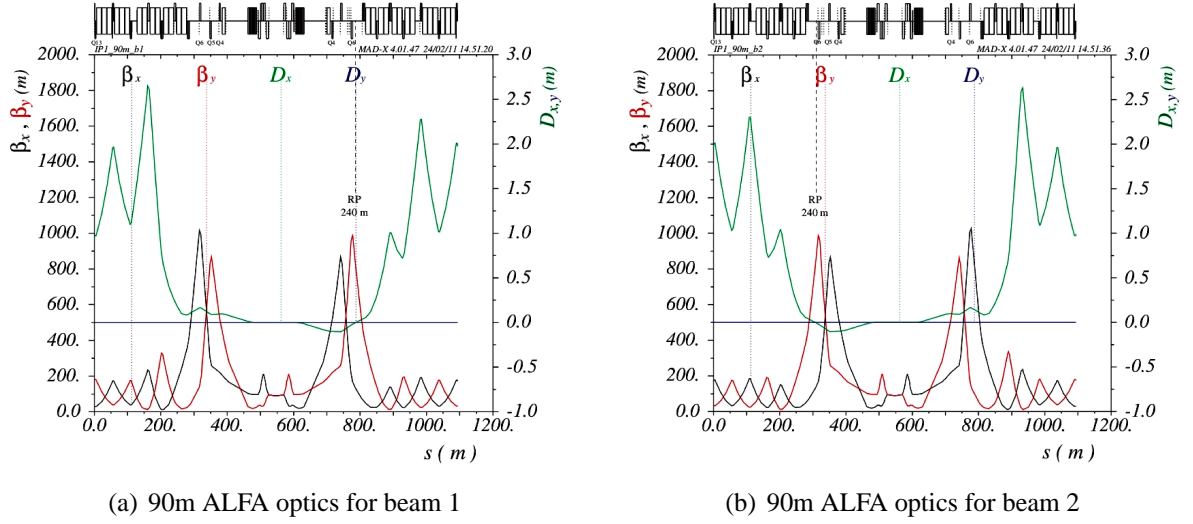 Q13 Q6 Q5 Q4 Q4 Q9
IP1_90m_b1 MAD-X 4.01.47 24/02/11 14.51.20
2000.
1800.
1600.
1400.
1200.
1000.
800.
600.
400.
200.
0.0
βx , βy (m)
βx βy Dx Dy
RP
240 m
3.0
2.5
2.0
1.5
1.0
0.5
0.0
-0.5
-1.0
Dx,y (m)
0.0 200. 400. 600. 800. 1000. 1200.
s ( m )
(a) 90m ALFA optics for beam 1
Q13 Q6 Q5 Q4 Q4 Q6
IP1_90m_b2 MAD-X 4.01.47 24/02/11 14.51.36
2000.
1800.
1600.
1400.
1200.
1000.
800.
600.
400.
200.
0.0
βx , βy (m)
βx βy Dx Dy
RP
240 m
3.0
2.5
2.0
1.5
1.0
0.5
0.0
-0.5
-1.0
Dx,y (m)
0.0 200. 400. 600. 800. 1000. 1200.
s ( m )
(b) 90m ALFA optics for beam 2